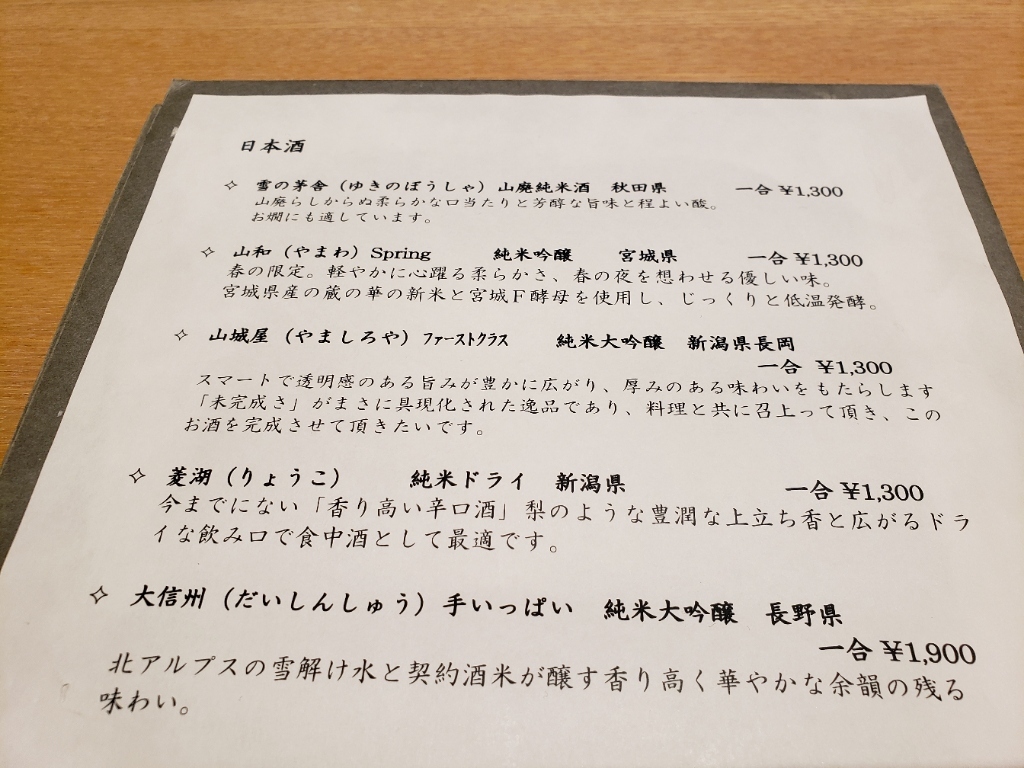 日本酒
✧ 雪の茅舎（ゆきのぼうしゃ）山廃純米酒　秋田県　一合 ¥1,300
山廃らしからぬ柔らかな口当たりと芳醇な旨味と程よい酸。
お燗にも適しています。
✧ 山和（やまわ）Spring　純米吟醸　宮城県　一合 ¥1,300
春の限定。軽やかに心躍る柔らかさ、春の夜を想わせる優しい味。
宮城県産の蔵の華の新米と宮城F酵母を使用し、じっくりと低温発酵。
✧ 山城屋（やましろや）ﾌｧｰｽﾄｸﾗｽ　純米大吟醸　新潟県長岡
一合 ¥1,300
スマートで透明感のある旨みが豊かに広がり、厚みのある味わいをもたらします
「未完成さ」がまさに具現化された逸品であり、料理と共に召上って頂き、この
お酒を完成させて頂きたいです。
✧ 菱湖（りょうこ）　純米ドライ　新潟県　一合 ¥1,300
今までにない「香り高い辛口酒」梨のような豊潤な上立ち香と広がるドラ
イな飲み口で食中酒として最適です。
✧ 大信州（だいしんしゅう）手いっぱい　純米大吟醸　長野県
一合 ¥1,900
北アルプスの雪解け水と契約酒米が醸す香り高く華やかな余韻の残る
味わい。